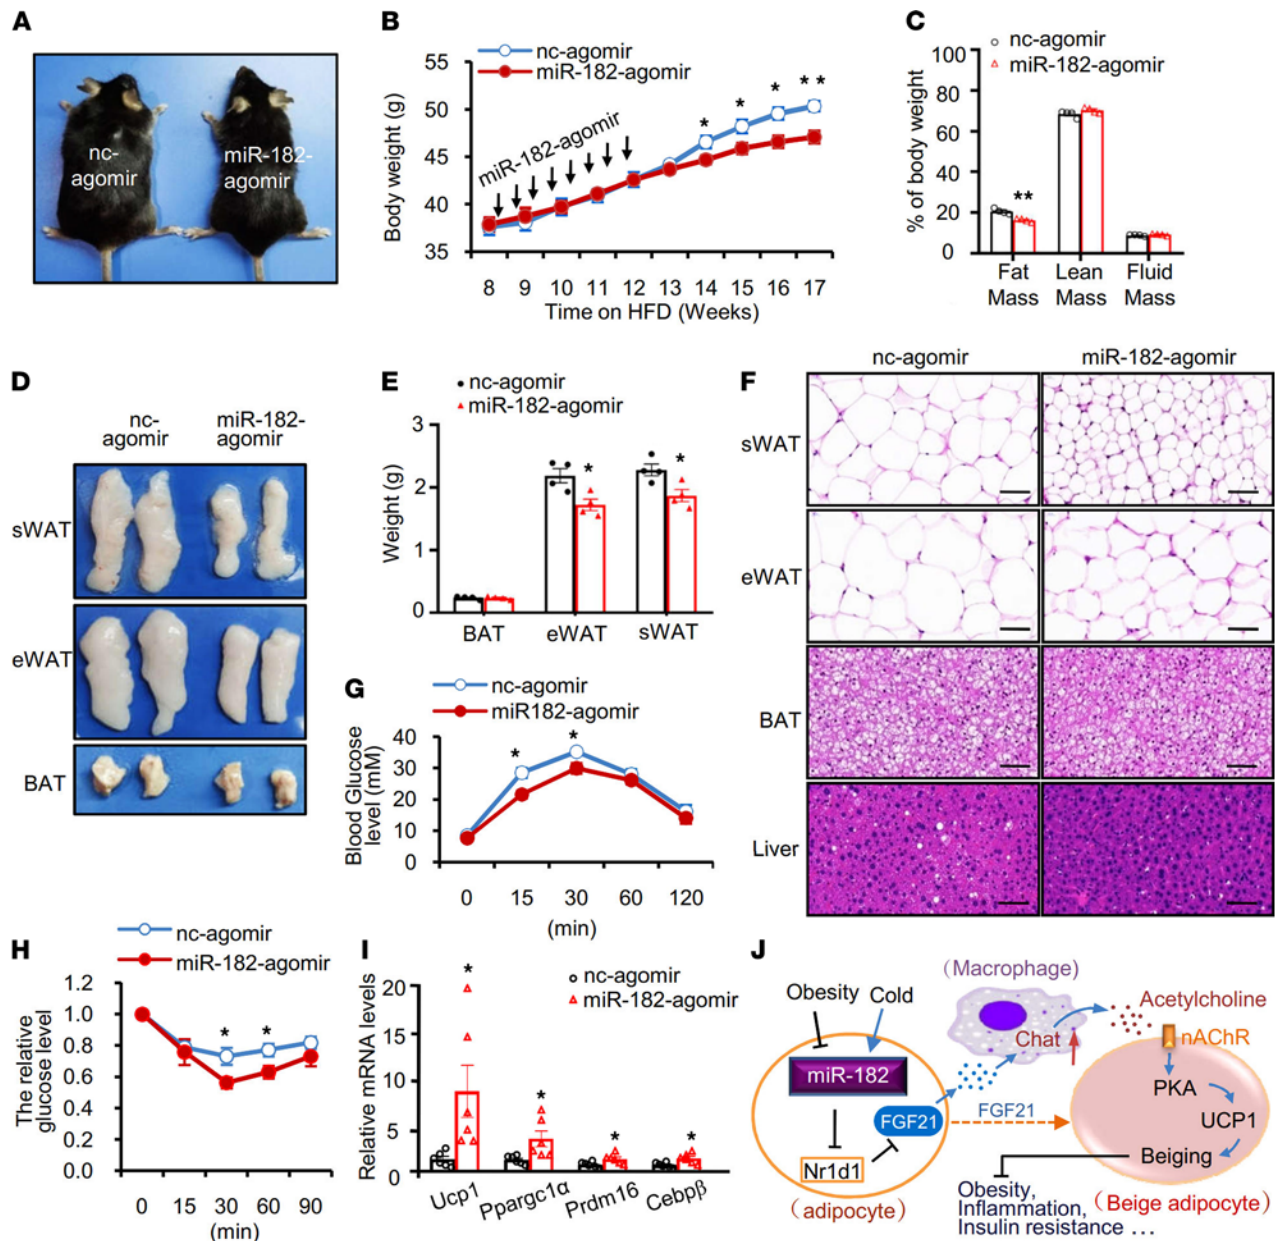 A
nc-
agomir
miR-182-
agomir
B
nc-agomir
miR-182-agomir
Body weight (g)
55
50
45
40
35
miR-182-agomir
*
*
*
**
8 9 10 11 12 13 14 15 16 17
Time on HFD (Weeks)
C
nc-agomir
miR-182-agomir
% of body weight
100
80
60
40
20
0
**
Fat
Mass
Lean
Mass
Fluid
Mass
D
nc-
agomir
miR-182-
agomir
sWAT
eWAT
BAT
E
nc-agomir
miR-182-agomir
Weight (g)
3
2
1
0
*
*
BAT eWAT sWAT
F
nc-agomir miR-182-agomir
sWAT
eWAT
BAT
Liver
G
nc-agomir
miR182-agomir
Blood Glucose
level (mM)
40
30
20
10
0
*
*
0 15 30 60 120
(min)
H
nc-agomir
miR-182-agomir
The relative
glucose level
1.2
1.0
0.8
0.6
0.4
0.2
0.0
*
*
0 15 30 60 90
(min)
I
nc-agomir
miR-182-agomir
Relative mRNA levels
20
15
10
5
0
*
*
*
*
Ucp1 Ppargc1α Prdm16 Cebpβ
J
(Macrophage)
Obesity Cold
Acetylcholine
Chat
nAChR
miR-182
PKA
FGF21
FGF21
UCP1
Nr1d1
Beiging
(adipocyte)
Obesity,
Inflammation,
Insulin resistance ...
(Beige adipocyte)